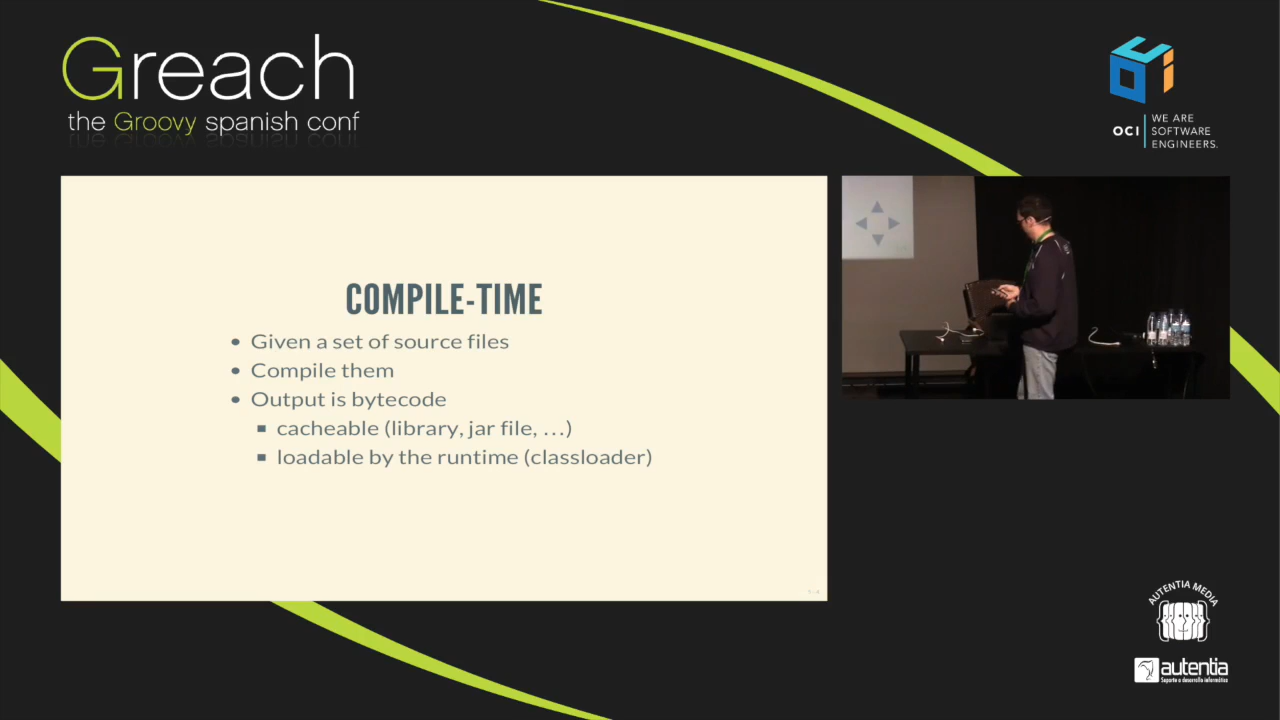 Greach
the Groovy spanish conf
OCI
WE ARE
SOFTWARE
ENGINEERS.
COMPILE-TIME
• Given a set of source files
• Compile them
• Output is bytecode
▪ cacheable (library, jar file, ...)
▪ loadable by the runtime (classloader)
AUTENTIA MEDIA
autentia
Soporte a desarrollo informático